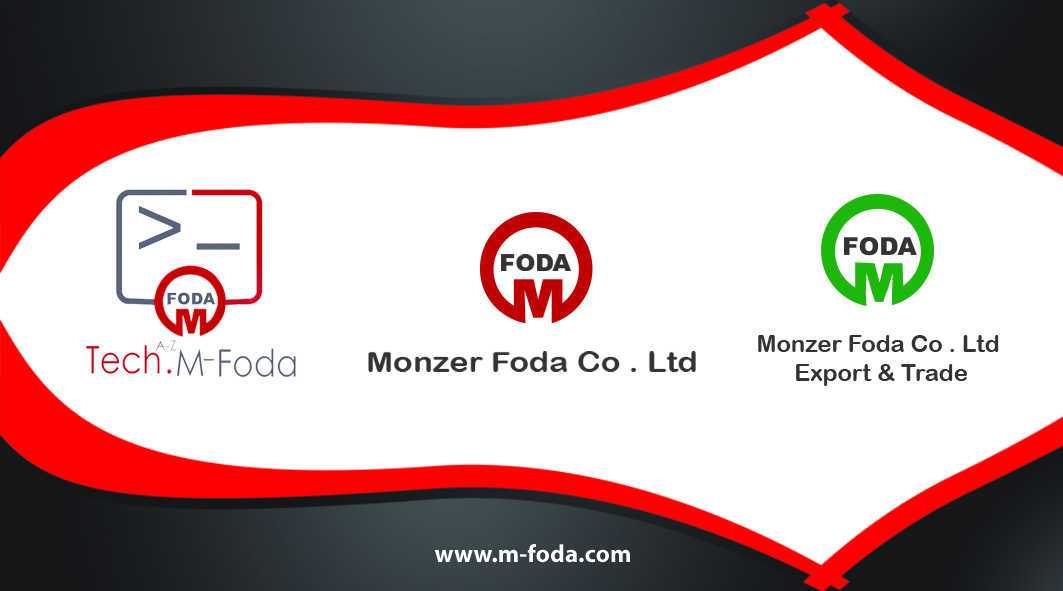 >_
FODA
M
A-Z
Tech.M-Foda
FODA
M
Monzer Foda Co . Ltd
FODA
M
Monzer Foda Co . Ltd
Export & Trade
www.m-foda.com